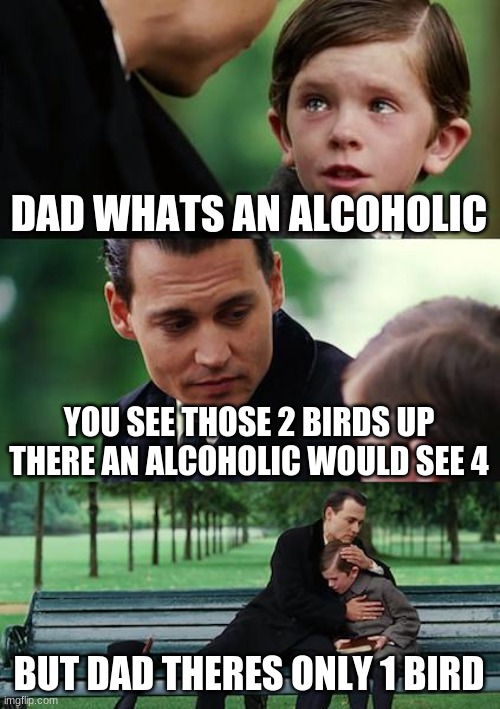 DAD WHATS AN ALCOHOLIC
YOU SEE THOSE 2 BIRDS UP
THERE AN ALCOHOLIC WOULD SEE 4
BUT DAD THERES ONLY 1 BIRD
imgflip.com